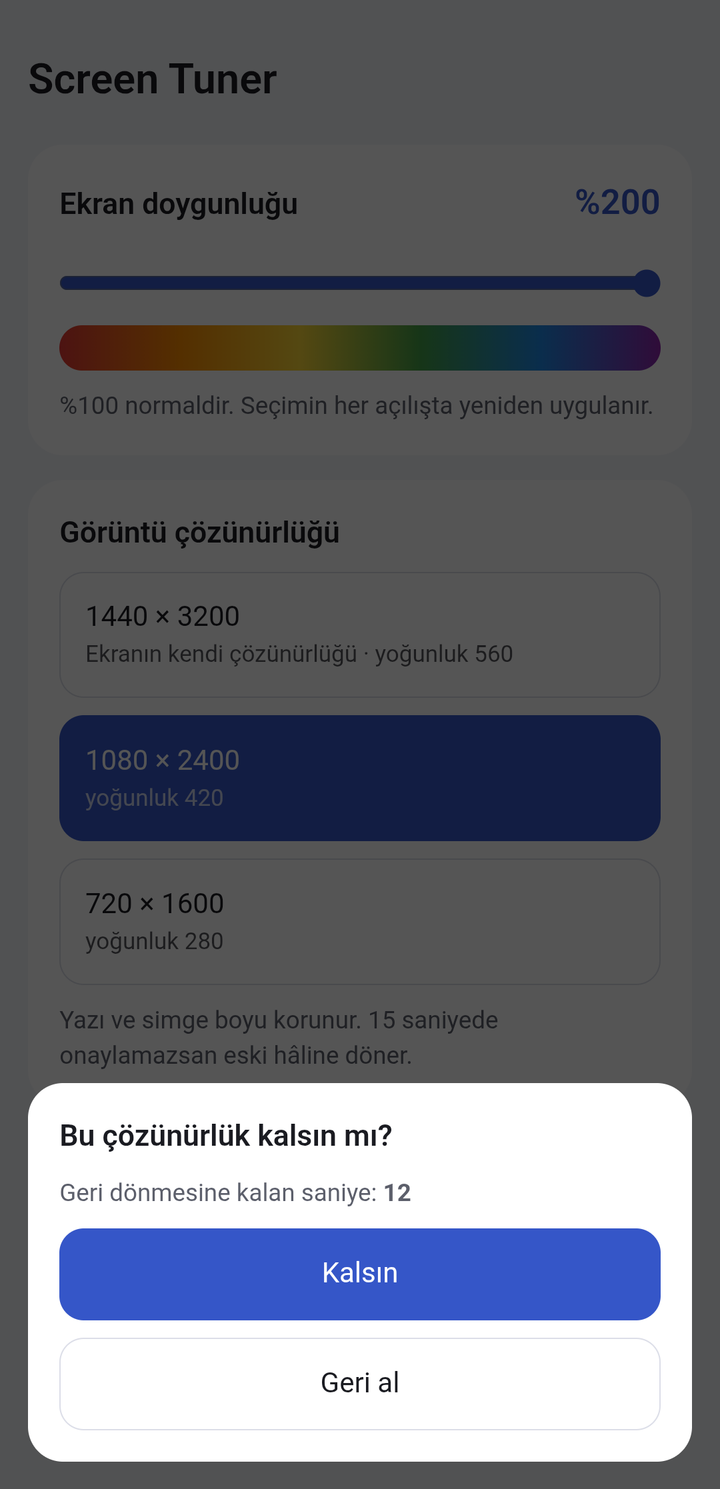 Screen Tuner
Ekran doygunluğu
%200
%100 normaldir. Seçimin her açılışta yeniden uygulanır.
Görüntü çözünürlüğü
1440 × 3200
Ekranın kendi çözünürlüğü · yoğunluk 560
1080 × 2400
yoğunluk 420
720 × 1600
yoğunluk 280
Yazı ve simge boyu korunur. 15 saniyede
onaylamazsan eski hâline döner.
Bu çözünürlük kalsın mı?
Geri dönmesine kalan saniye: 12
Kalsın
Geri al